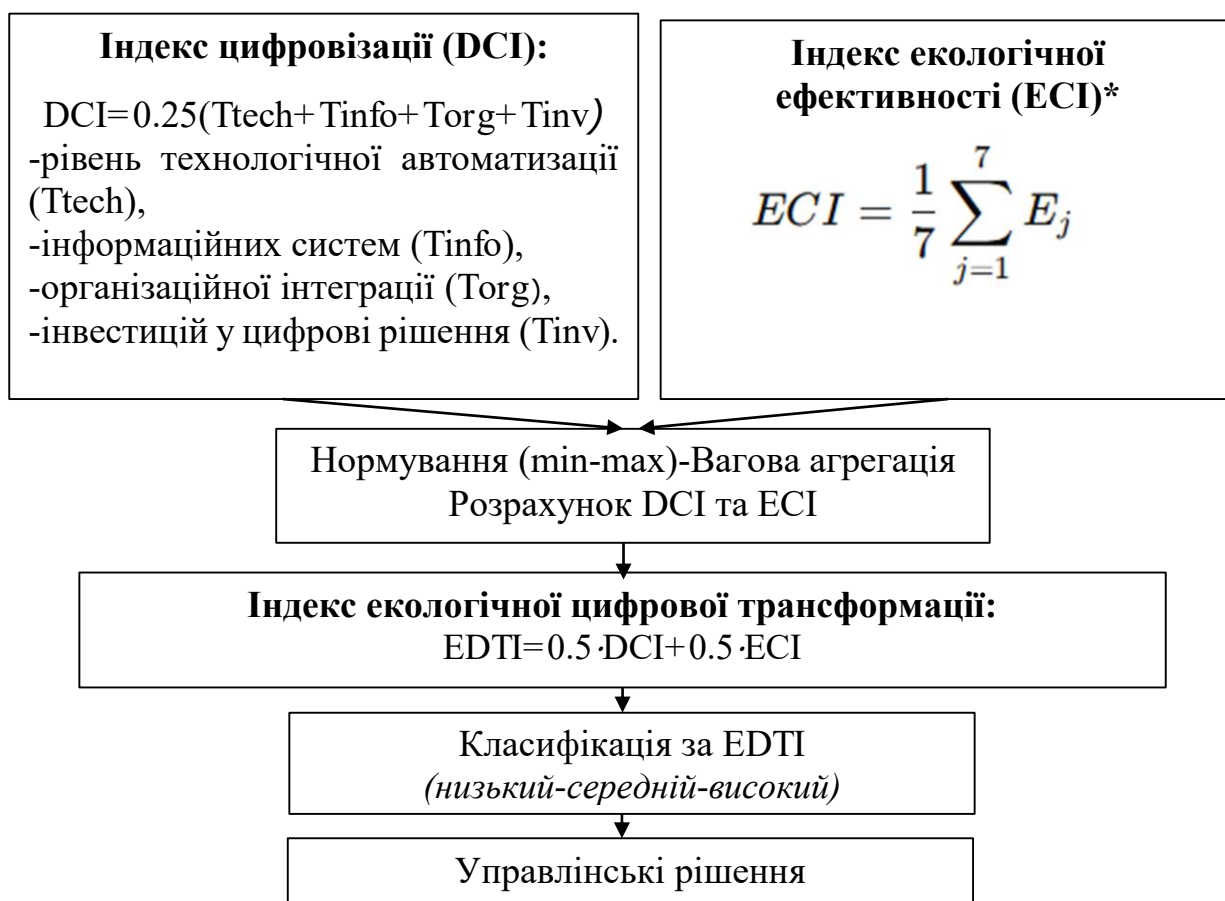 Індекс цифровізації (DCI):
DCI=0.25(Ttech+Tinfo+Torg+Tinv)
-рівень технологічної автоматизації
(Ttech),
-інформаційних систем (Tinfo),
-організаційної інтеграції (Torg),
-інвестицій у цифрові рішення (Tinv).
Індекс екологічної
ефективності (ECI)*
7
ECI = 1/7 ∑ E_j
j=1
Нормування (min-max)-Вагова агрегація
Розрахунок DCI та ECI
Індекс екологічної цифрової трансформації:
EDTI=0.5·DCI+0.5·ECI
Класифікація за EDTI
(низький-середній-високий)
Управлінські рішення